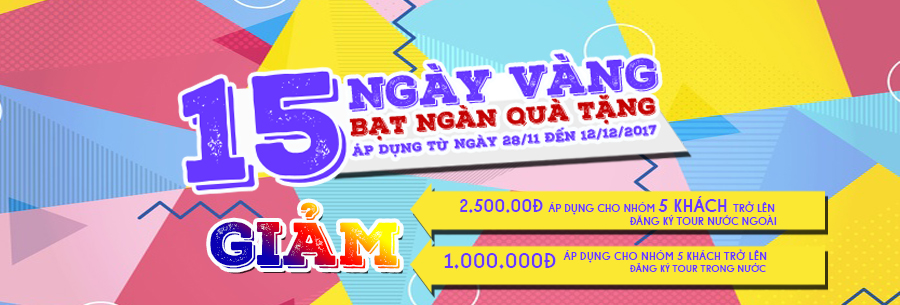 15 NGÀY VÀNG
BẠT NGÀN QUÀ TẶNG
ÁP DỤNG TỪ NGÀY 28/11 ĐẾN 12/12/2017
GIẢM
2.500.00Đ ÁP DỤNG CHO NHÓM 5 KHÁCH TRỞ LÊN
ĐĂNG KÝ TOUR NƯỚC NGOÀI
1.000.000Đ ÁP DỤNG CHO NHÓM 5 KHÁCH TRỞ LÊN
ĐĂNG KÝ TOUR TRONG NƯỚC